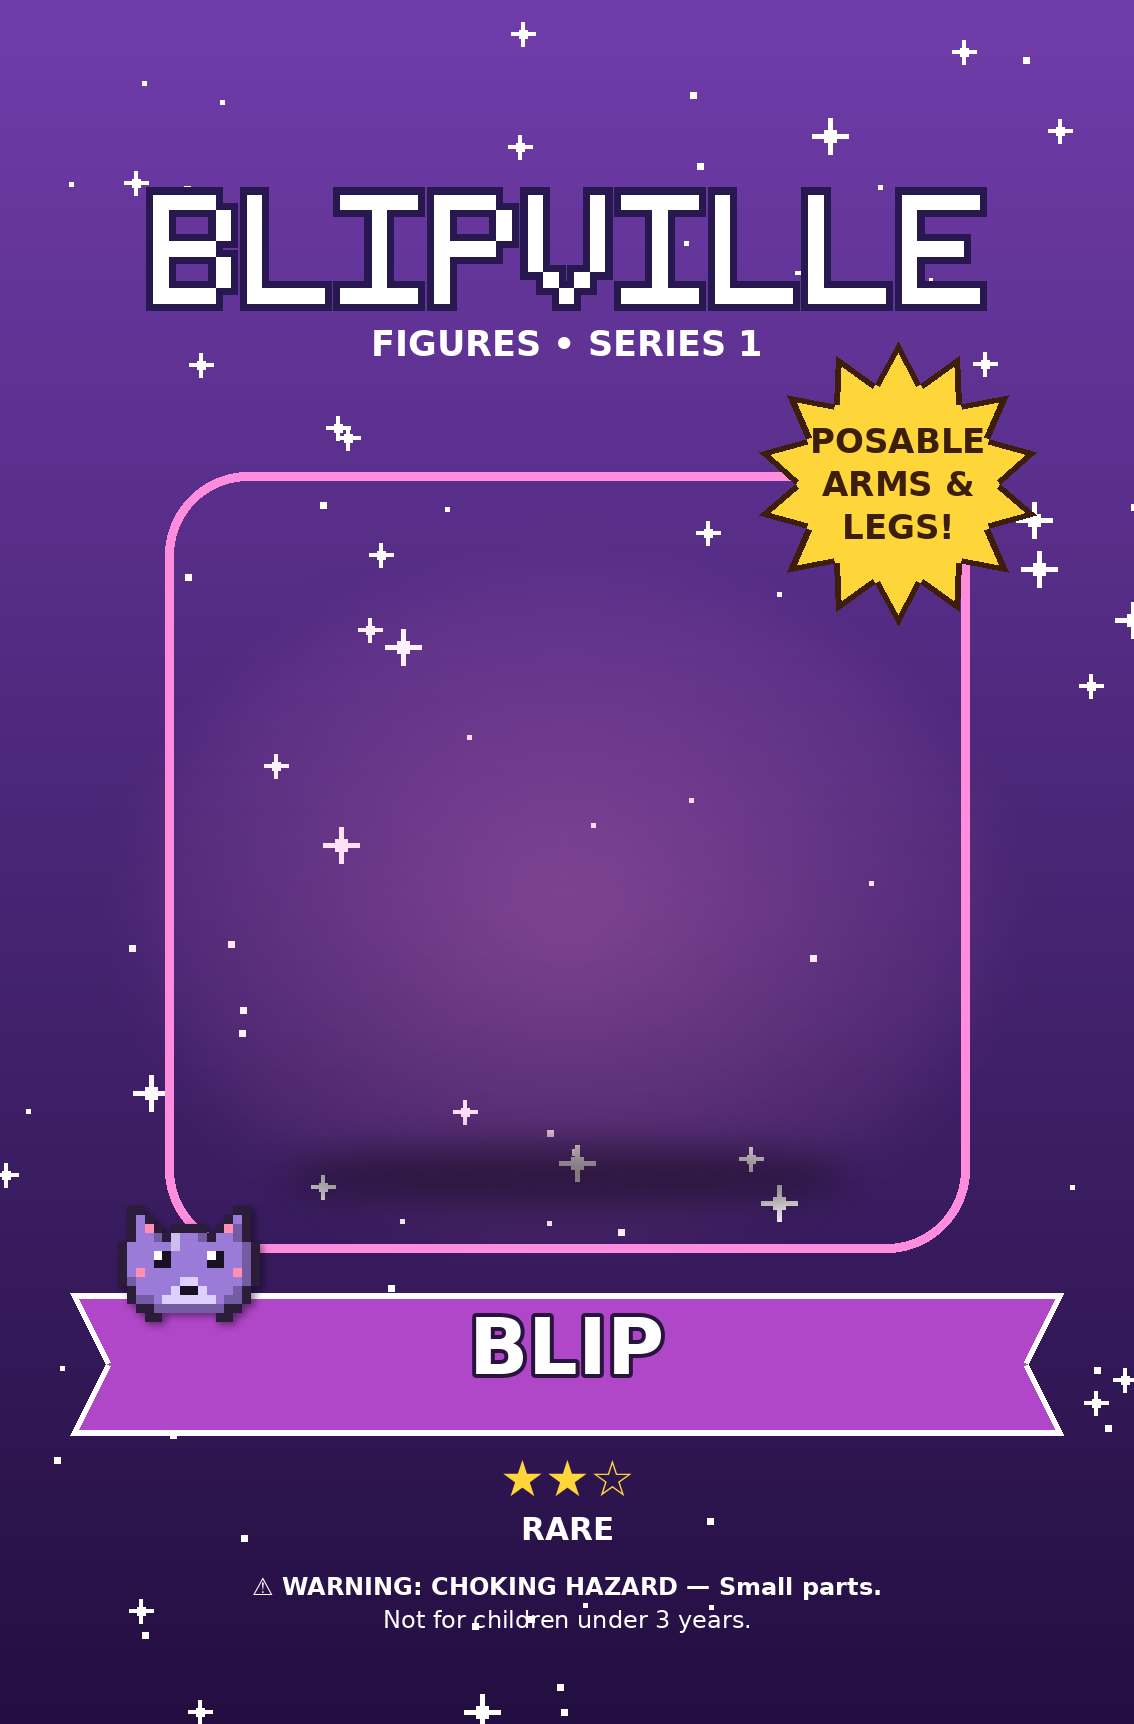 BLIPVILLE
FIGURES • SERIES 1
POSABLE
ARMS &
LEGS!
BLIP
★★☆
RARE
⚠ WARNING: CHOKING HAZARD — Small parts.
Not for children under 3 years.